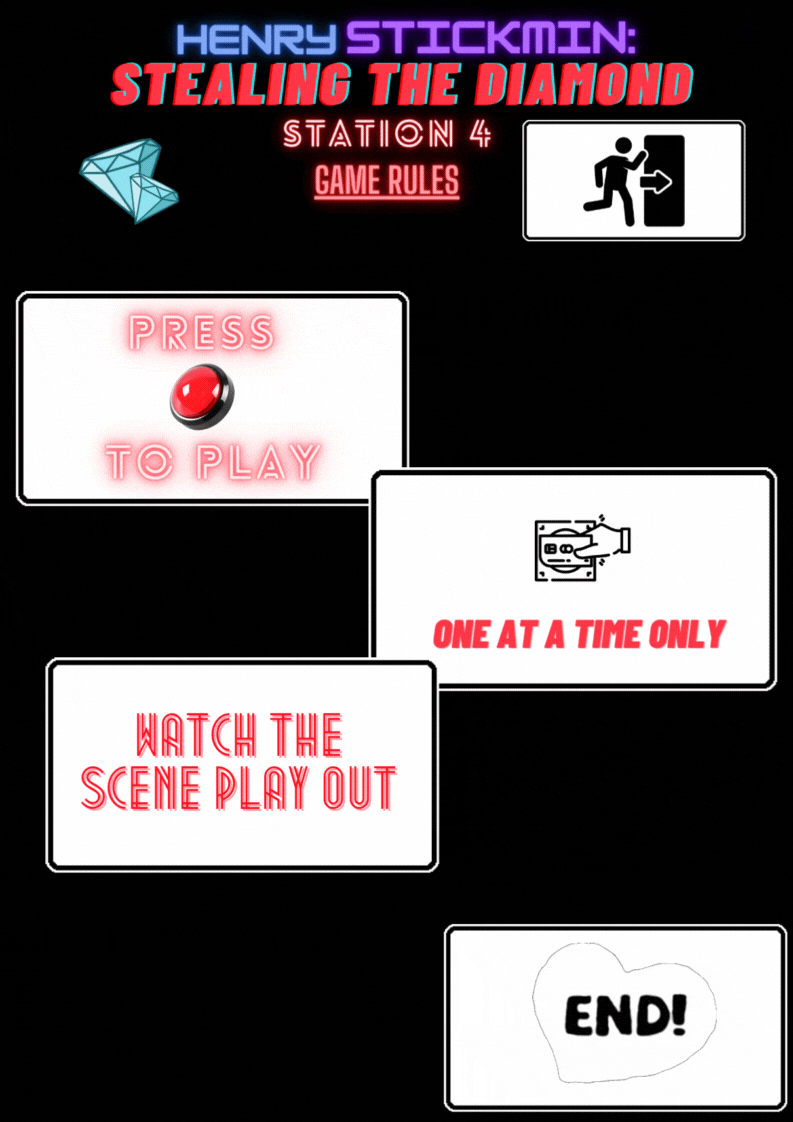 HENRY STICKMIN:
STEALING THE DIAMOND
STATION 4
GAME RULES
PRESS
TO PLAY
ONE AT A TIME ONLY
WATCH THE
SCENE PLAY OUT
END!